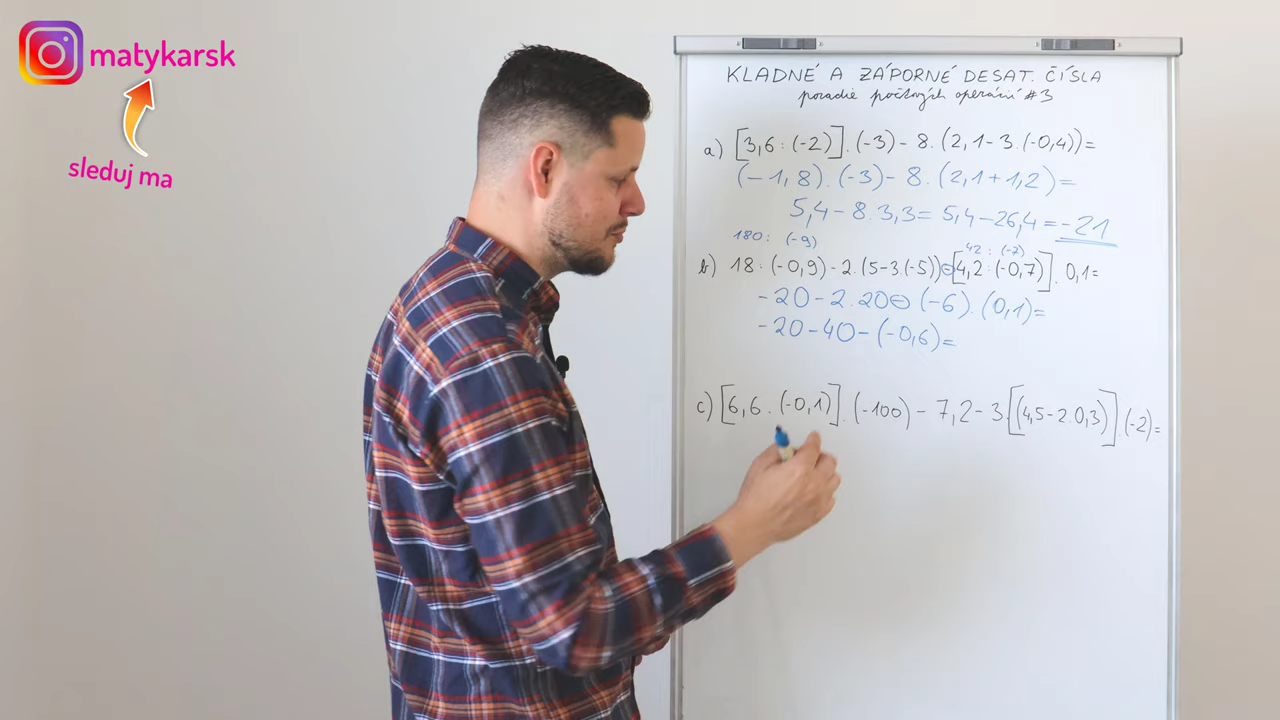 matykarsk
sleduj ma
KLADNÉ A ZÁPORNÉ DESAT. ČÍSLA
poradie počtových operácií #3
a) [3,6 : (-2)] . (-3) - 8 . (2,1 - 3 . (-0,4)) =
(-1,8) . (-3) - 8 . (2,1 + 1,2) =
5,4 - 8 . 3,3 = 5,4 - 26,4 = -21
180 : (-9)
42 : (-7)
b) 18 : (-0,9) - 2 . (5 - 3 (-5)) - [4,2 : (-0,7)] . 0,1 =
-20 - 2 . 20 - (-6) . (0,1) =
-20 - 40 - (-0,6) =
c) [6,6 . (-0,1)] . (-100) - 7,2 - 3 . [(4,5 - 2 . 0,3)] . (-2) =